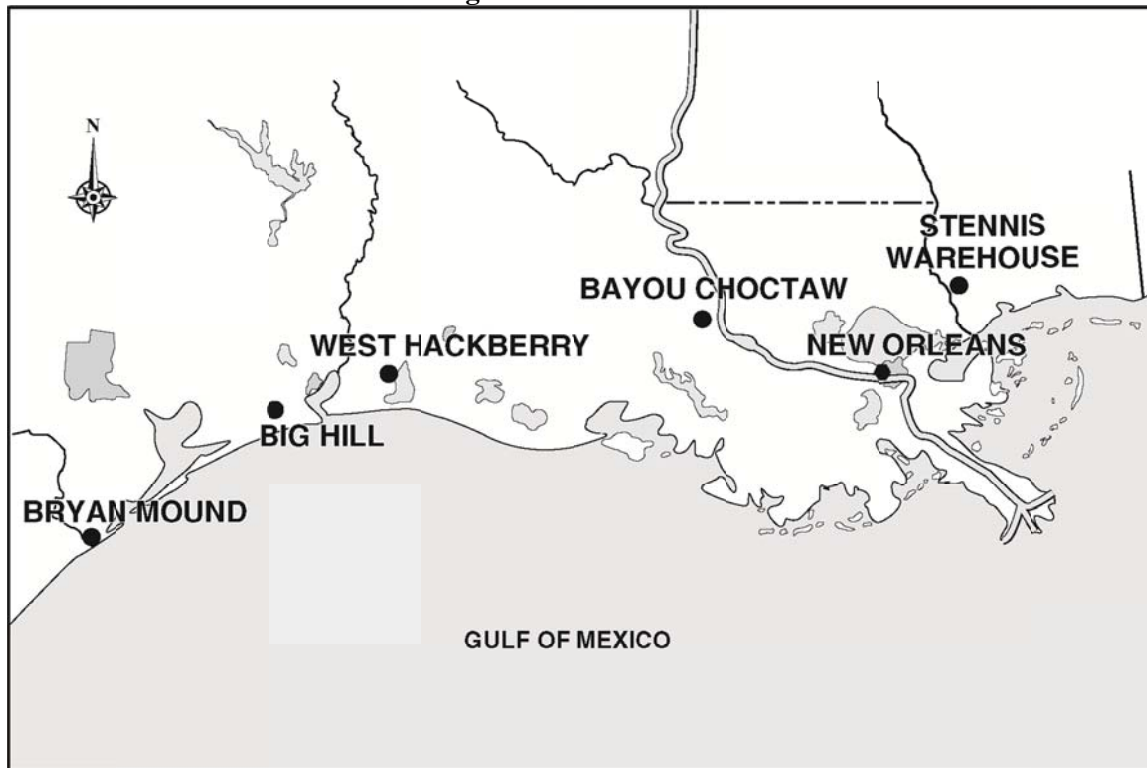 N
STENNIS
WAREHOUSE
BAYOU CHOCTAW
WEST HACKBERRY
NEW ORLEANS
BIG HILL
BRYAN MOUND
GULF OF MEXICO